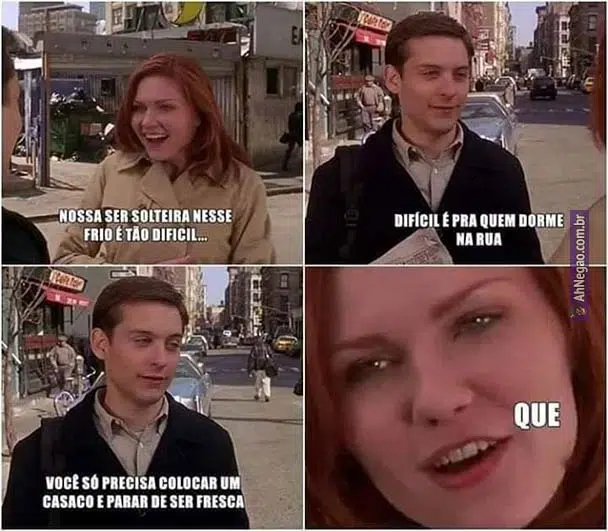 NOSSA SER SOLTEIRA NESSE
FRIO É TÃO DIFICIL...
DIFÍCIL É PRA QUEM DORME
NA RUA
AhNegao.com.br
VOCÊ SÓ PRECISA COLOCAR UM
CASACO E PARAR DE SER FRESCA
QUE